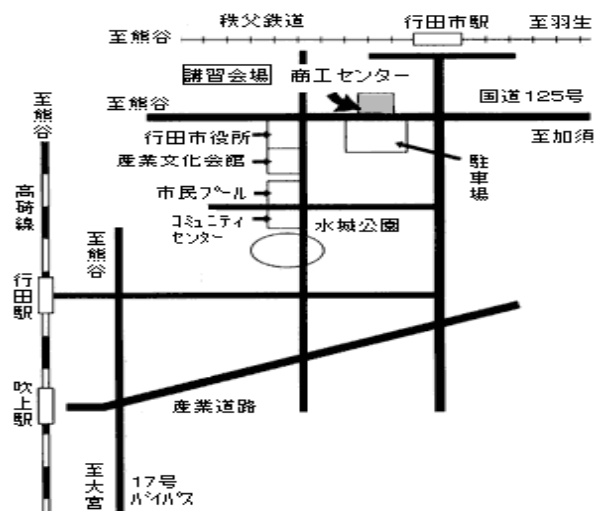 秩父鉄道
行田市駅
至羽生
至熊谷
講習会場
商工センター
至熊谷
国道125号
至加須
行田市役所
産業文化会館
駐車場
市民プール
コミュニティ
センター
水城公園
至熊谷
高碕線
至熊谷
行田駅
吹上駅
産業道路
至大宮
17号
バイパス